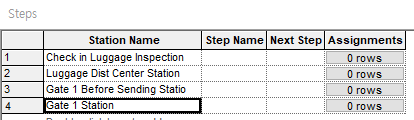 Steps
Station Name Step Name Next Step Assignments
1 Check in Luggage Inspection 0 rows
2 Luggage Dist Center Station 0 rows
3 Gate 1 Before Sending Statio 0 rows
4 Gate 1 Station 0 rows